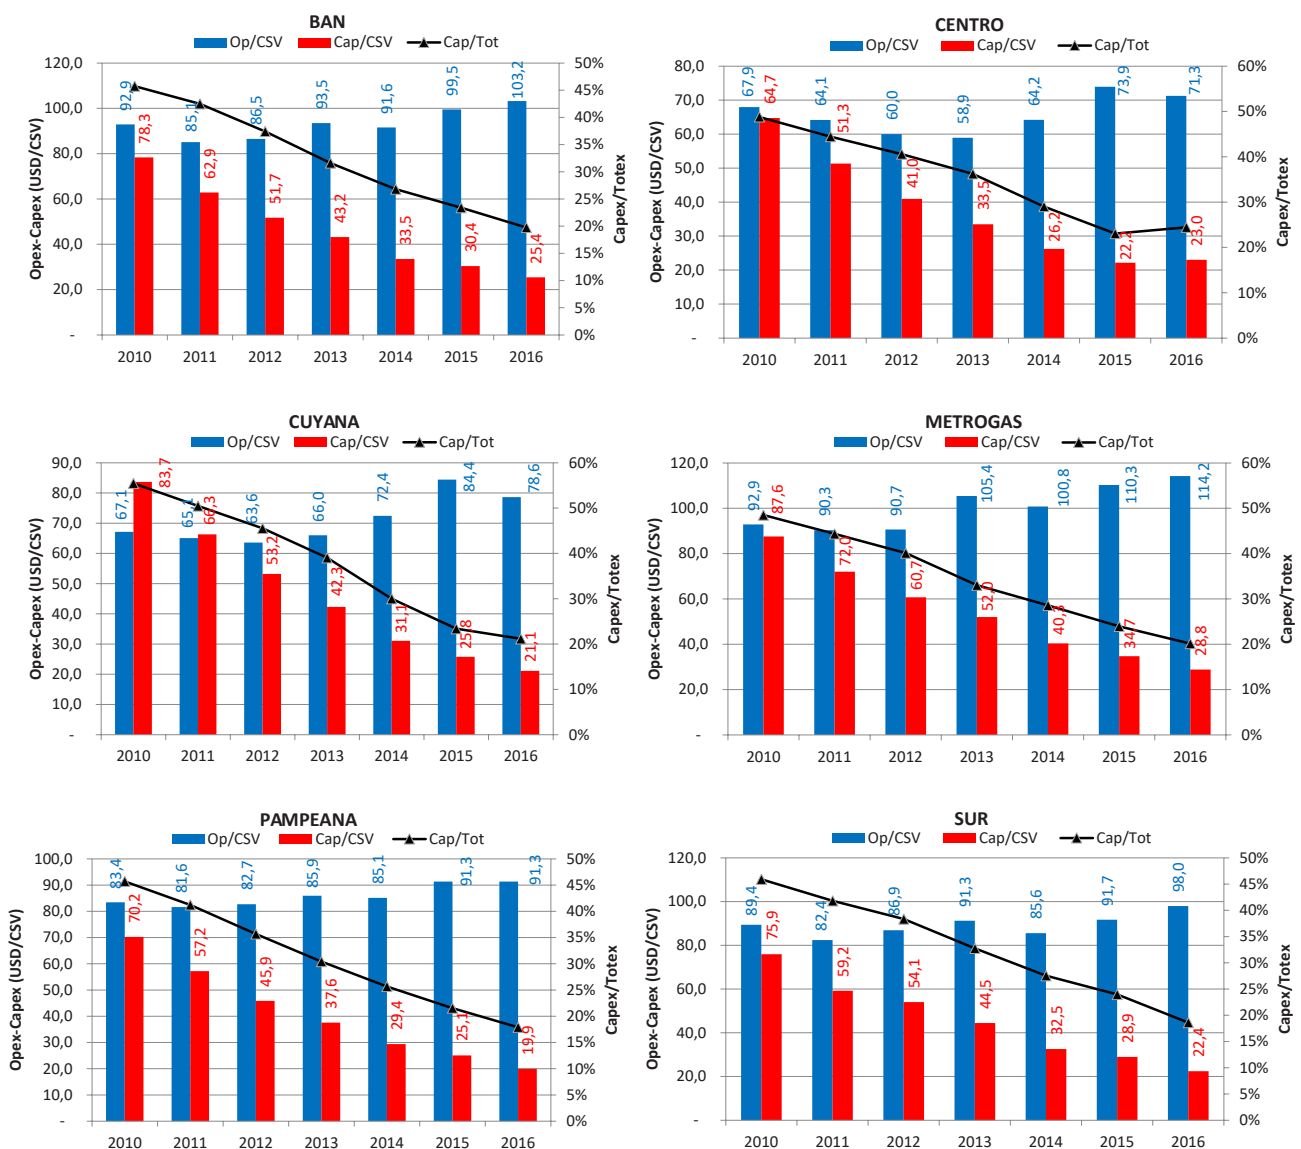 BAN
Op/CSV Cap/CSV Cap/Tot
Opex-Capex (USD/CSV)
120,0
100,0
80,0
60,0
40,0
20,0
-
92,9 85,1 86,5 93,5 91,6 99,5 103,2
78,3 62,9 51,7 43,2 33,5 30,4 25,4
50%
45%
40%
35%
30%
25%
20%
15%
10%
5%
0%
Capex/Totex
2010 2011 2012 2013 2014 2015 2016
CENTRO
Op/CSV Cap/CSV Cap/Tot
Opex-Capex (USD/CSV)
80,0
70,0
60,0
50,0
40,0
30,0
20,0
10,0
-
67,9 64,1 60,0 58,9 64,2 73,9 71,3
64,7 51,3 41,0 33,5 26,2 22,2 23,0
60%
50%
40%
30%
20%
10%
0%
Capex/Totex
2010 2011 2012 2013 2014 2015 2016
CUYANA
Op/CSV Cap/CSV Cap/Tot
Opex-Capex (USD/CSV)
90,0
80,0
70,0
60,0
50,0
40,0
30,0
20,0
10,0
-
67,1 63,6 66,0 72,4 84,4 78,6
83,7 66,3 53,2 42,3 31,1 25,8 21,1
60%
50%
40%
30%
20%
10%
0%
Capex/Totex
2010 2011 2012 2013 2014 2015 2016
METROGAS
Op/CSV Cap/CSV Cap/Tot
Opex-Capex (USD/CSV)
120,0
100,0
80,0
60,0
40,0
20,0
-
92,9 90,3 90,7 105,4 100,8 110,3 114,2
87,6 72,0 60,7 52,0 34,7 28,8
60%
50%
40%
30%
20%
10%
0%
Capex/Totex
2010 2011 2012 2013 2014 2015 2016
PAMPEANA
Op/CSV Cap/CSV Cap/Tot
Opex-Capex (USD/CSV)
100,0
90,0
80,0
70,0
60,0
50,0
40,0
30,0
20,0
10,0
-
83,4 81,6 82,7 85,9 85,1 91,3 91,3
70,2 57,2 45,9 37,6 29,4 25,1 19,9
50%
45%
40%
35%
30%
25%
20%
15%
10%
5%
0%
Capex/Totex
2010 2011 2012 2013 2014 2015 2016
SUR
Op/CSV Cap/CSV Cap/Tot
Opex-Capex (USD/CSV)
120,0
100,0
80,0
60,0
40,0
20,0
-
89,4 82,4 86,9 91,3 85,6 91,7 98,0
75,9 59,2 54,1 44,5 32,5 28,9 22,4
50%
45%
40%
35%
30%
25%
20%
15%
10%
5%
0%
Capex/Totex
2010 2011 2012 2013 2014 2015 2016